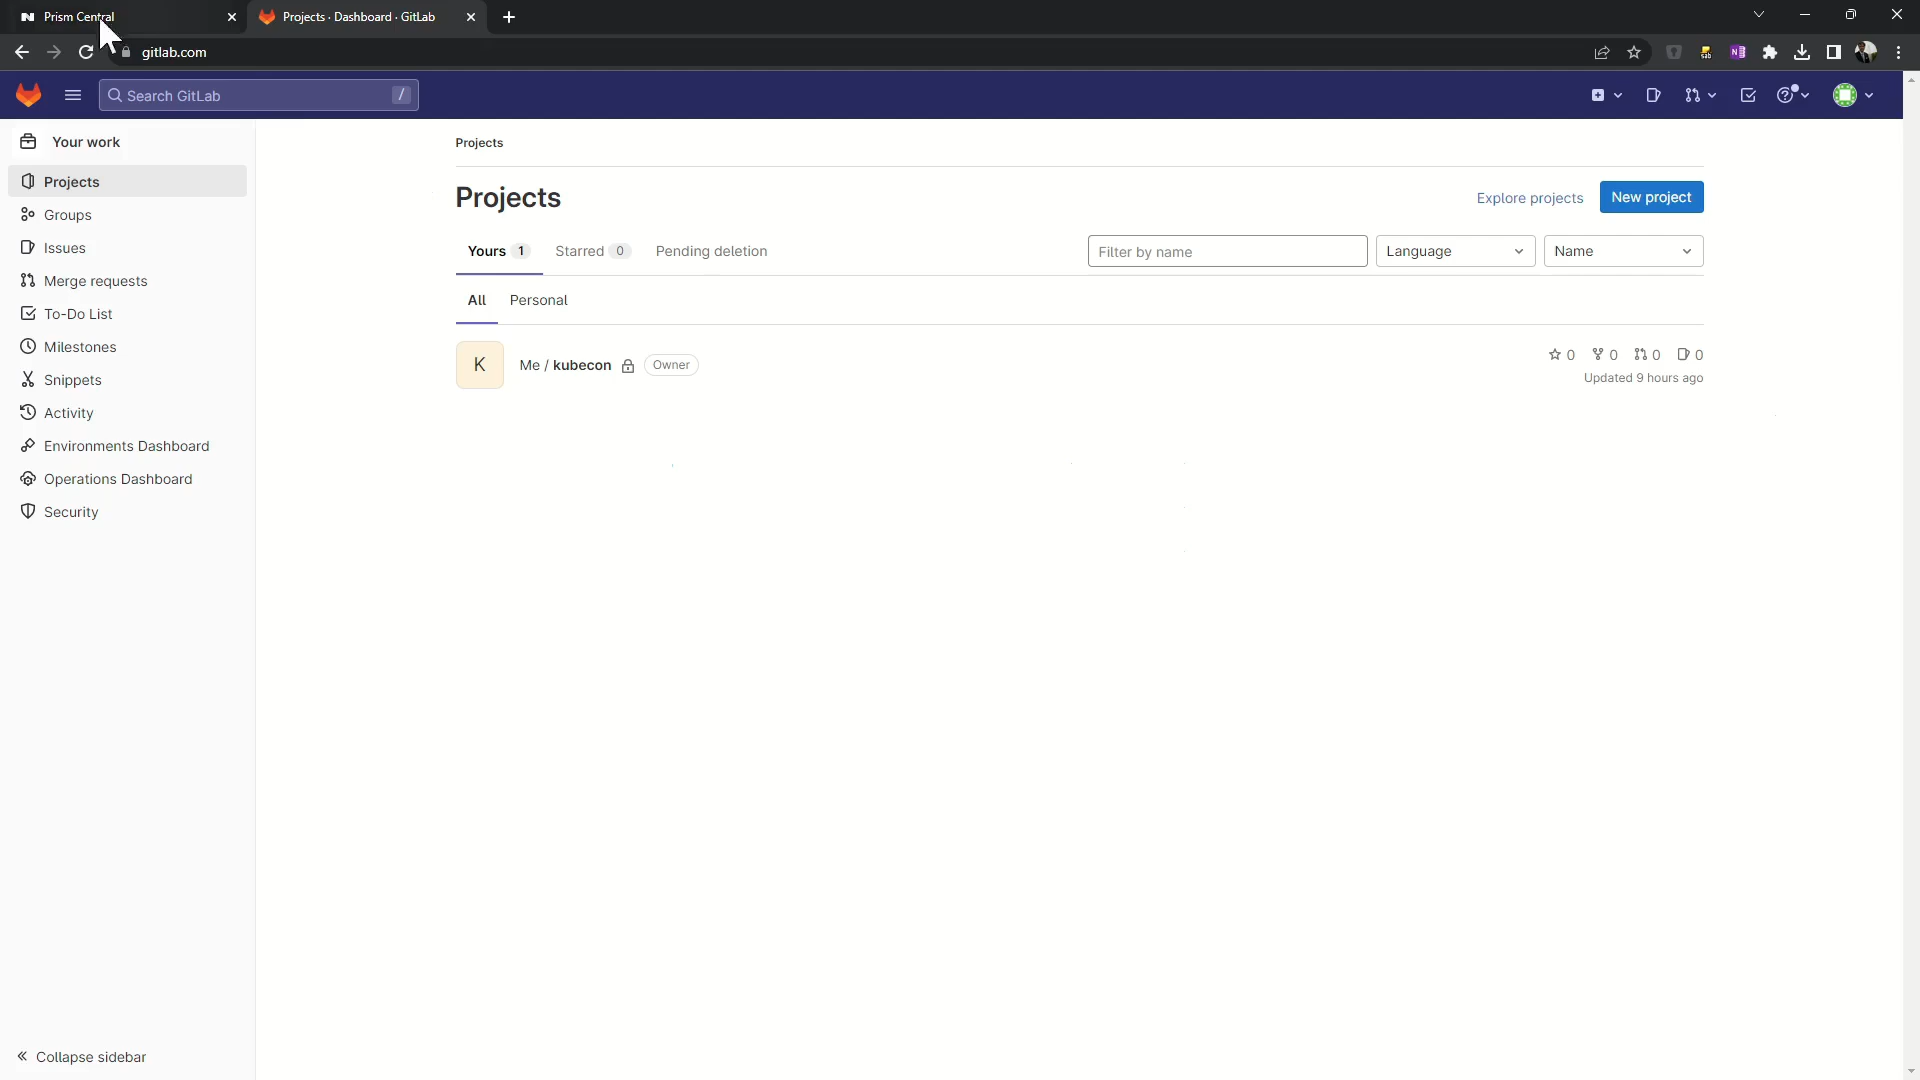 Prism Central
Projects · Dashboard · GitLab
gitlab.com
Search GitLab /
Your work
Projects
Groups
Issues
Merge requests
To-Do List
Milestones
Snippets
Activity
Environments Dashboard
Operations Dashboard
Security
Collapse sidebar
Projects
Projects
Explore projects
New project
Yours 1
Starred 0
Pending deletion
Filter by name
Language
Name
All
Personal
K
Me / kubecon
Owner
0 0 0 0
Updated 9 hours ago